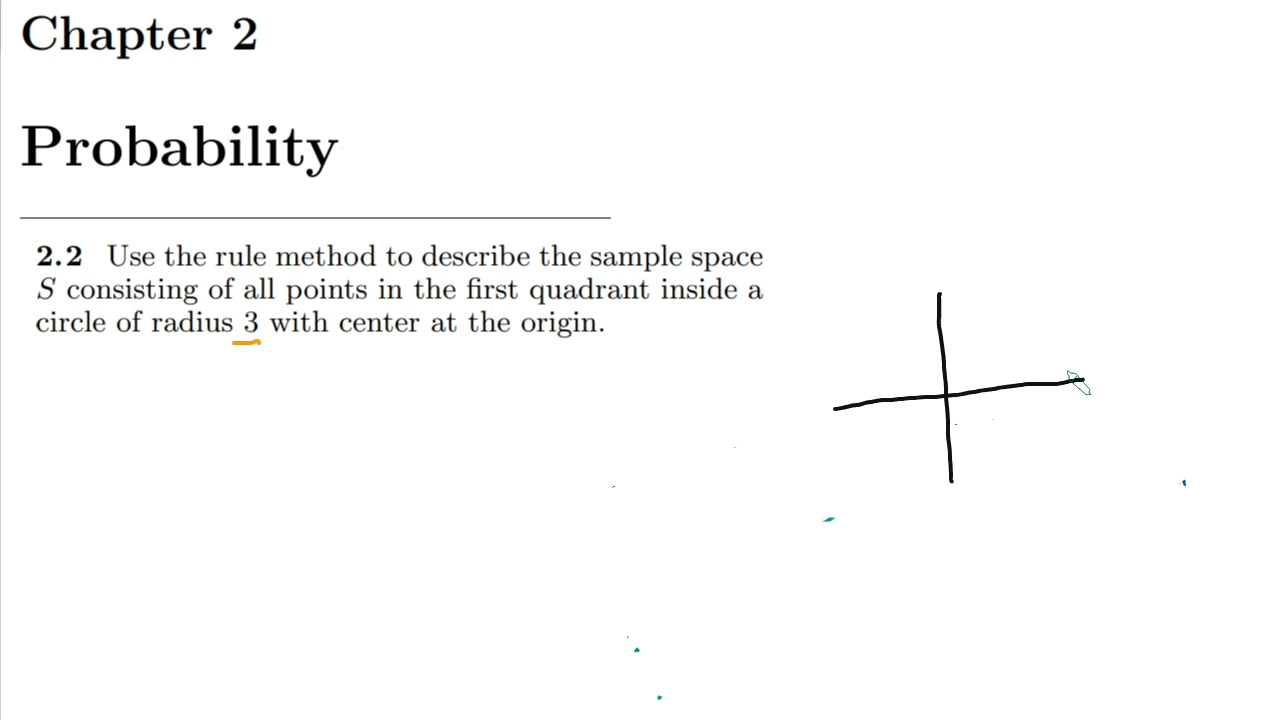 Chapter 2
Probability
2.2 Use the rule method to describe the sample space
S consisting of all points in the first quadrant inside a
circle of radius 3 with center at the origin.